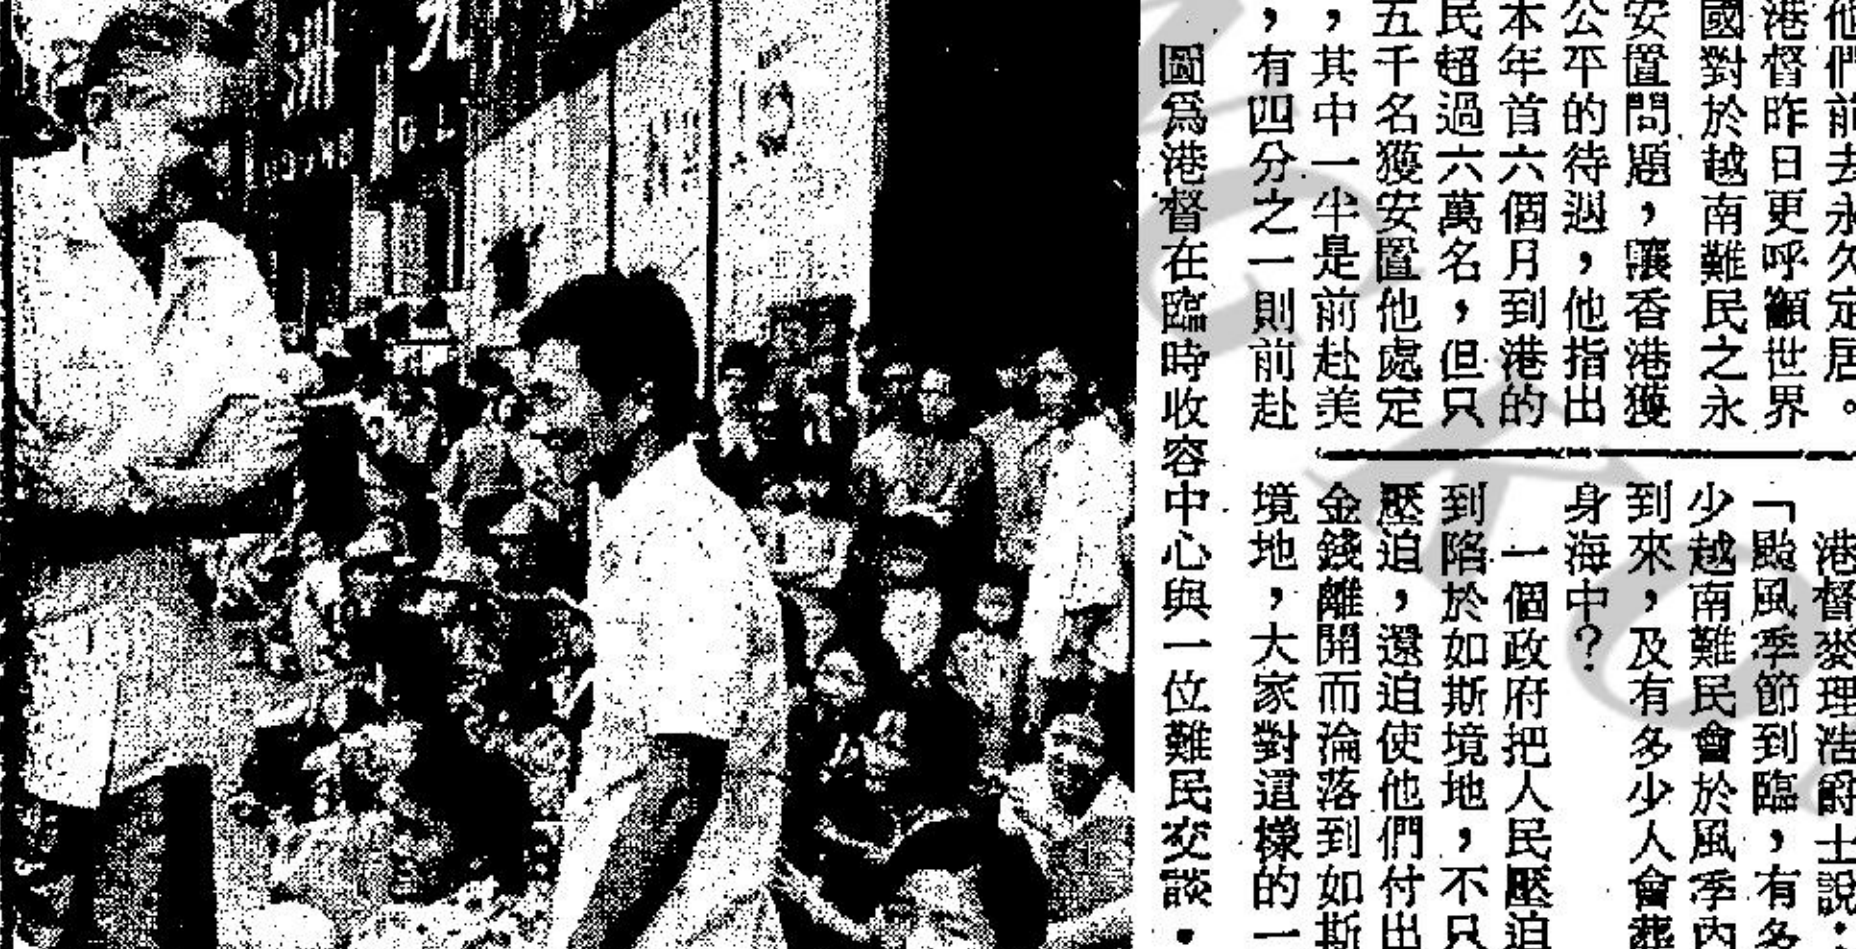 他們前去永久定居。
港督昨日更呼籲世界
國對於越南難民之永
安置問題，讓香港獲
公平的待遇，他指出
本年首六個月到港的
民超過六萬名，但只
五千名獲安置他處定
，其中一半是前赴美
，有四分之一則前赴
港督麥理浩爵士說：
「颱風季節到臨，有多
少越南難民會於風季內
到來，及有多少人會葬
身海中？
一個政府把人民壓迫
到陷於如斯境地，不只
壓迫，還迫使他們付出
金錢離開而淪落到如斯
境地，大家對這樣的一
圖為港督在臨時收容中心與一位難民交談．